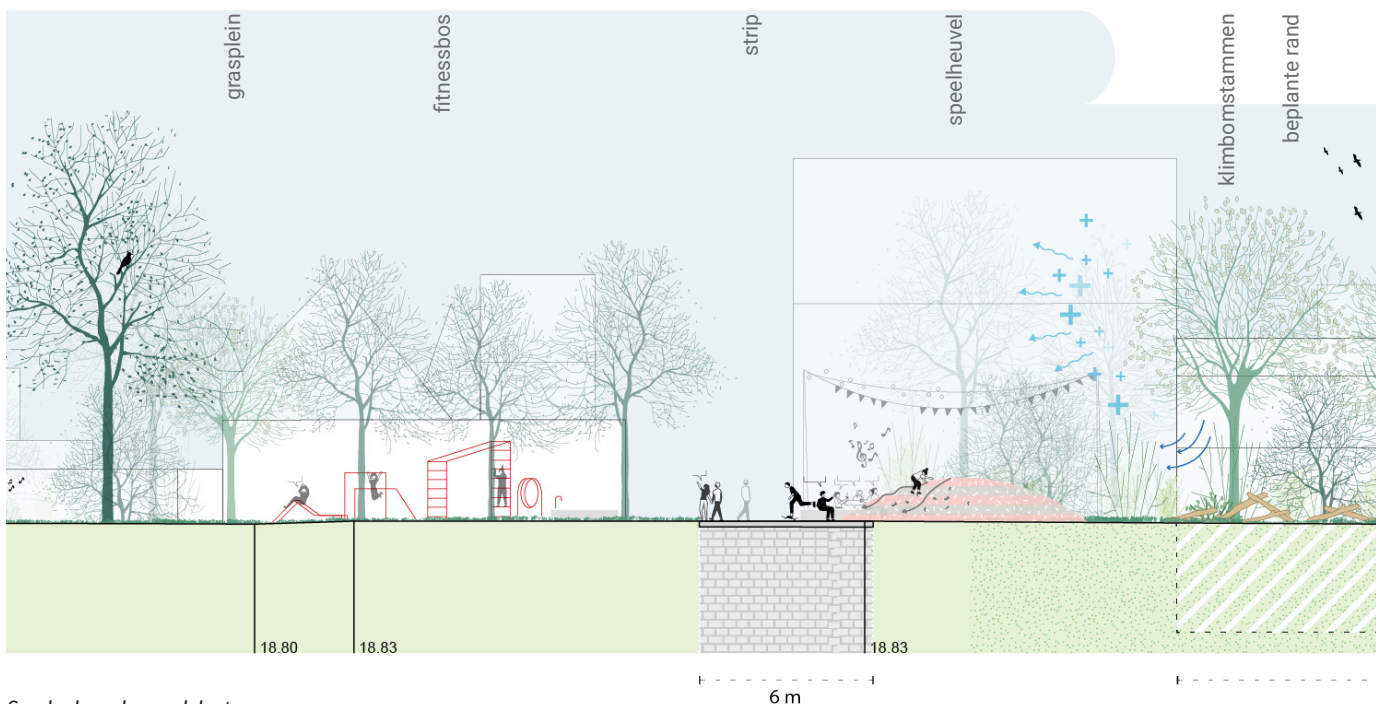 grasplein
fitnessbos
strip
speelheuvel
klimbomstammen
beplante rand
18.80
18.83
18.83
6 m